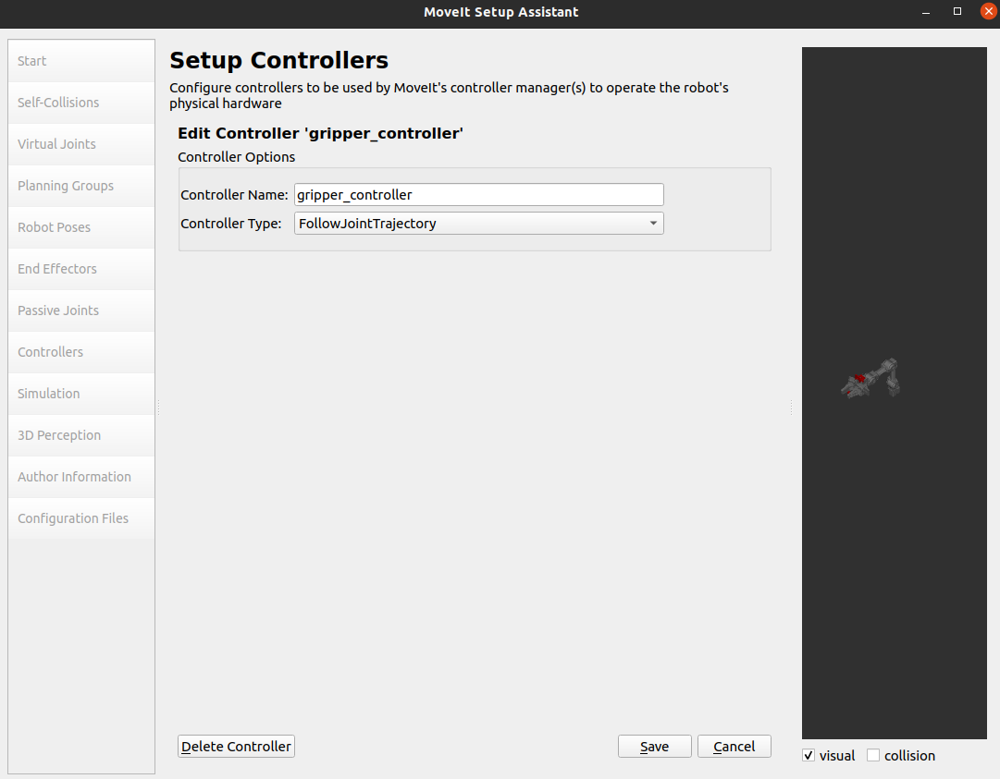 MoveIt Setup Assistant
Start
Self-Collisions
Virtual Joints
Planning Groups
Robot Poses
End Effectors
Passive Joints
Controllers
Simulation
3D Perception
Author Information
Configuration Files
Setup Controllers
Configure controllers to be used by MoveIt's controller manager(s) to operate the robot's
physical hardware
Edit Controller 'gripper_controller'
Controller Options
Controller Name: gripper_controller
Controller Type: FollowJointTrajectory
Delete Controller
Save
Cancel
visual
collision